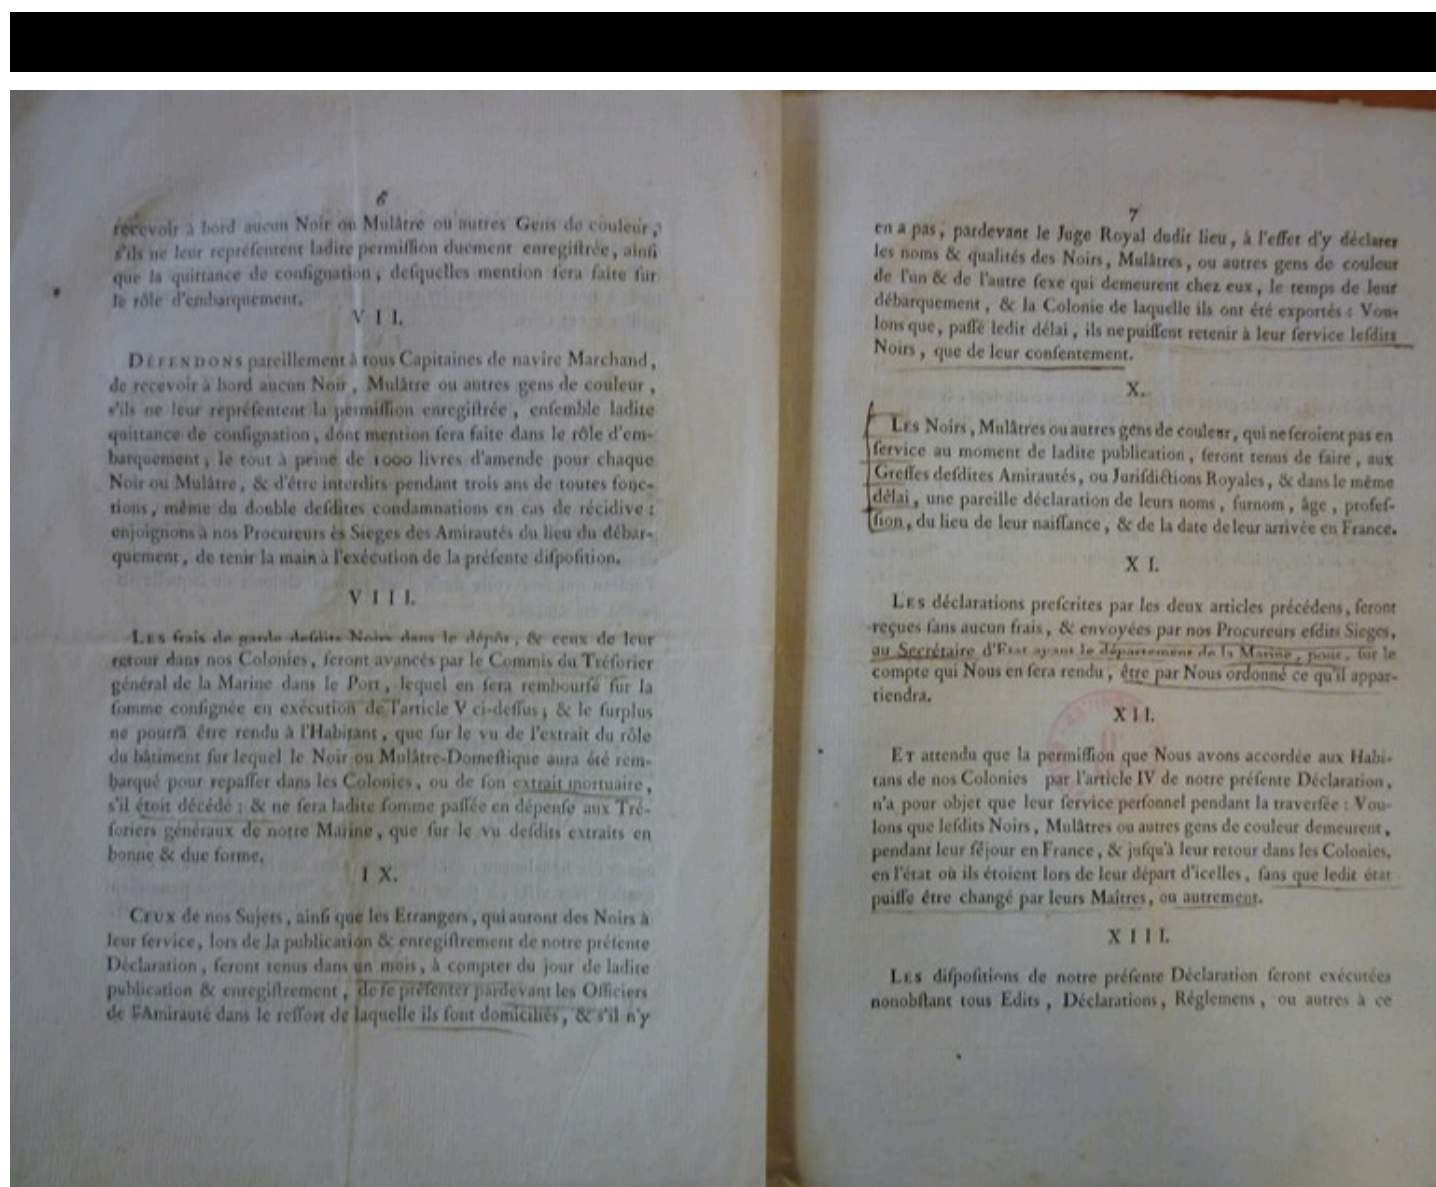 6
recevoir à bord aucun Noir ou Mulâtre ou autres Gens de couleur,
s'ils ne leur repréſentent ladite permiſſion duement enregiſtrée, ainſi
que la quittance de conſignation, deſquelles mention ſera faite ſur
le rôle d'embarquement.
VII.
DÉFENDONS pareillement à tous Capitaines de navire Marchand,
de recevoir à bord aucun Noir, Mulâtre ou autres gens de couleur,
s'ils ne leur repréſentent la permiſſion enregiſtrée, enſemble ladite
quittance de conſignation, dont mention ſera faite dans le rôle d'em-
barquement, le tout à peine de 1000 livres d'amende pour chaque
Noir ou Mulâtre, & d'être interdits pendant trois ans de toutes fonc-
tions, même du double deſdites condamnations en cas de récidive :
enjoignons à nos Procureurs ès Sieges des Amirautés du lieu du débar-
quement, de tenir la main à l'exécution de la préſente diſpoſition.
VIII.
LES frais de garde deſdits Noirs dans le dépôt, & ceux de leur
retour dans nos Colonies, ſeront avancés par le Commis du Tréſorier
général de la Marine dans le Port, lequel en ſera rembourſé ſur la
ſomme conſignée en exécution de l'article V ci-deſſus ; & le ſurplus
ne pourra être rendu à l'Habitant, que ſur le vu de l'extrait du rôle
du bâtiment ſur lequel le Noir ou Mulâtre-Domeſtique aura été rem-
barqué pour repaſſer dans les Colonies, ou de ſon extrait mortuaire,
s'il étoit décédé : & ne ſera ladite ſomme paſſée en dépenſe aux Tré-
ſoriers généraux de notre Marine, que ſur le vu deſdits extraits en
bonne & due forme.
IX.
CEUX de nos Sujets, ainſi que les Etrangers, qui auront des Noirs à
leur ſervice, lors de la publication & enregiſtrement de notre préſente
Déclaration, ſeront tenus dans un mois, à compter du jour de ladite
publication & enregiſtrement, de ſe préſenter pardevant les Officiers
de l'Amirauté dans le reſſort de laquelle ils ſont domiciliés, & s'il n'y
7
en a pas, pardevant le Juge Royal dudit lieu, à l'effet d'y déclarer
les noms & qualités des Noirs, Mulâtres, ou autres gens de couleur
de l'un & de l'autre ſexe qui demeurent chez eux, le temps de leur
débarquement, & la Colonie de laquelle ils ont été exportés : Vou-
lons que, paſſé ledit délai, ils ne puiſſent retenir à leur ſervice leſdits
Noirs, que de leur conſentement.
X.
LES Noirs, Mulâtres ou autres gens de couleur, qui ne ſeroient pas en
ſervice au moment de ladite publication, ſeront tenus de faire, aux
Greffes deſdites Amirautés, ou Juriſdictions Royales, & dans le même
délai, une pareille déclaration de leurs noms, ſurnom, âge, profeſ-
ſion, du lieu de leur naiſſance, & de la date de leur arrivée en France.
XI.
LES déclarations preſcrites par les deux articles précédens, ſeront
reçues ſans aucun frais, & envoyées par nos Procureurs eſdits Sieges,
au Secrétaire d'Etat ayant le département de la Marine, pour, ſur le
compte qui Nous en ſera rendu, être par Nous ordonné ce qu'il appar-
tiendra.
XII.
ET attendu que la permiſſion que Nous avons accordée aux Habi-
tans de nos Colonies par l'article IV de notre préſente Déclaration,
n'a pour objet que leur ſervice perſonnel pendant la traverſée : Vou-
lons que leſdits Noirs, Mulâtres ou autres gens de couleur demeurent,
pendant leur ſéjour en France, & juſqu'à leur retour dans les Colonies,
en l'état où ils étoient lors de leur départ d'icelles, ſans que ledit état
puiſſe être changé par leurs Maîtres, ou autrement.
XIII.
LES diſpoſitions de notre préſente Déclaration ſeront exécutées
nonobſtant tous Edits, Déclarations, Réglemens, ou autres à ce